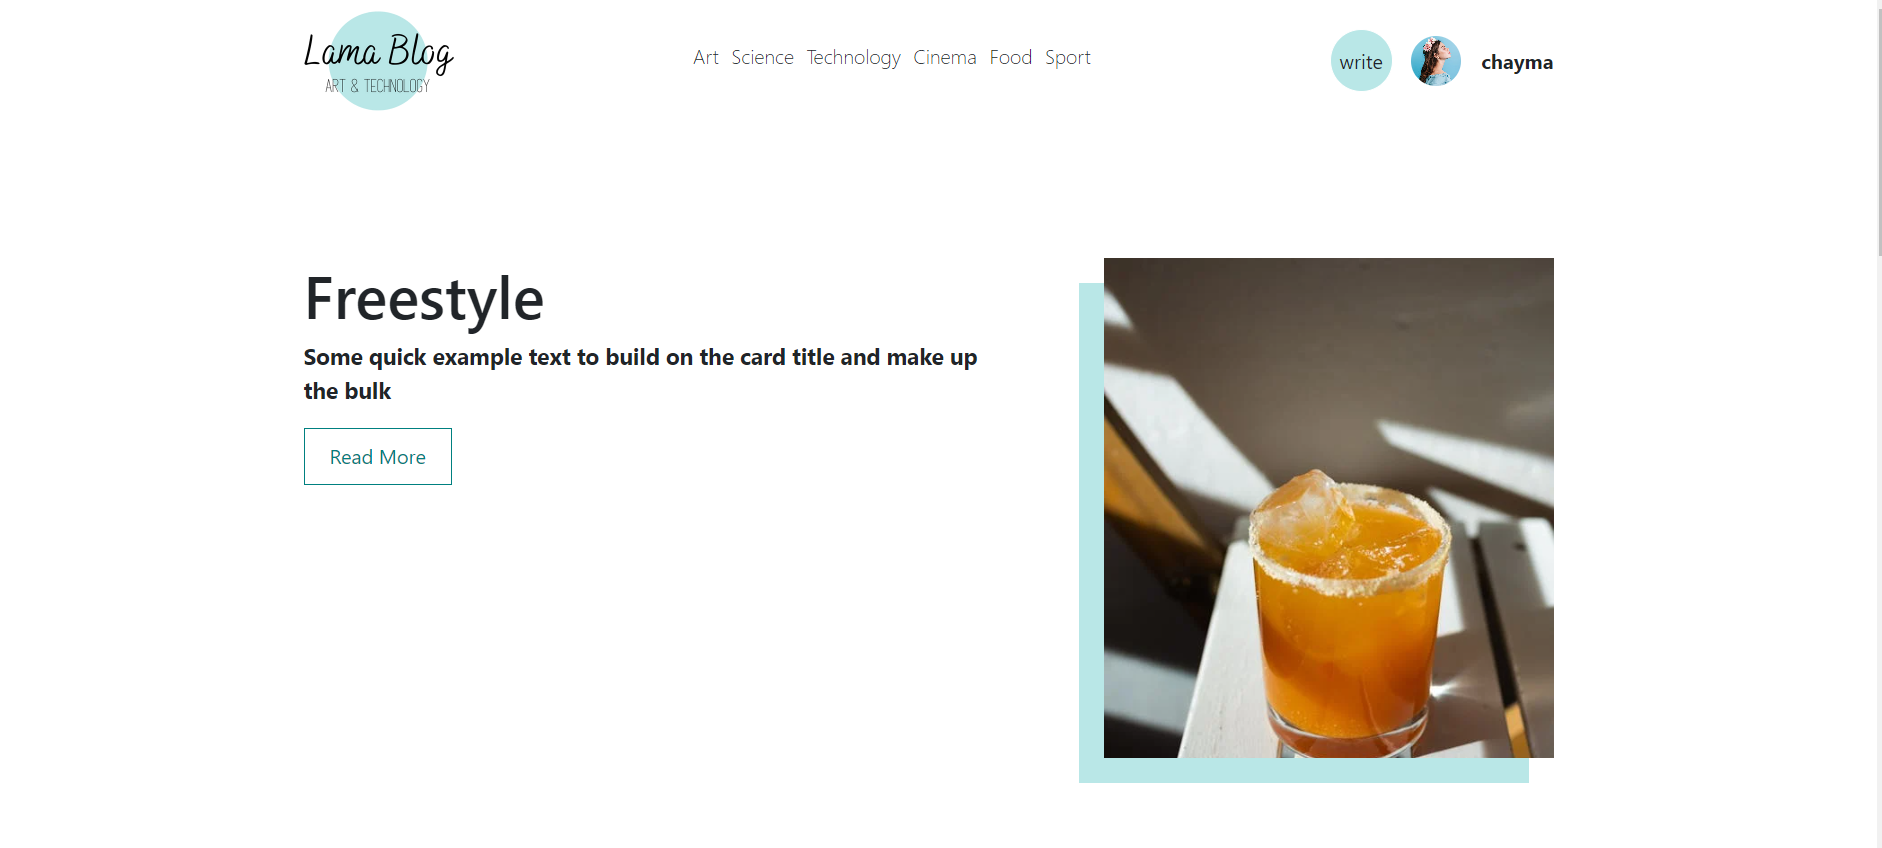 Lama Blog
ART & TECHNOLOGY
Art Science Technology Cinema Food Sport
write
chayma
Freestyle
Some quick example text to build on the card title and make up
the bulk
Read More